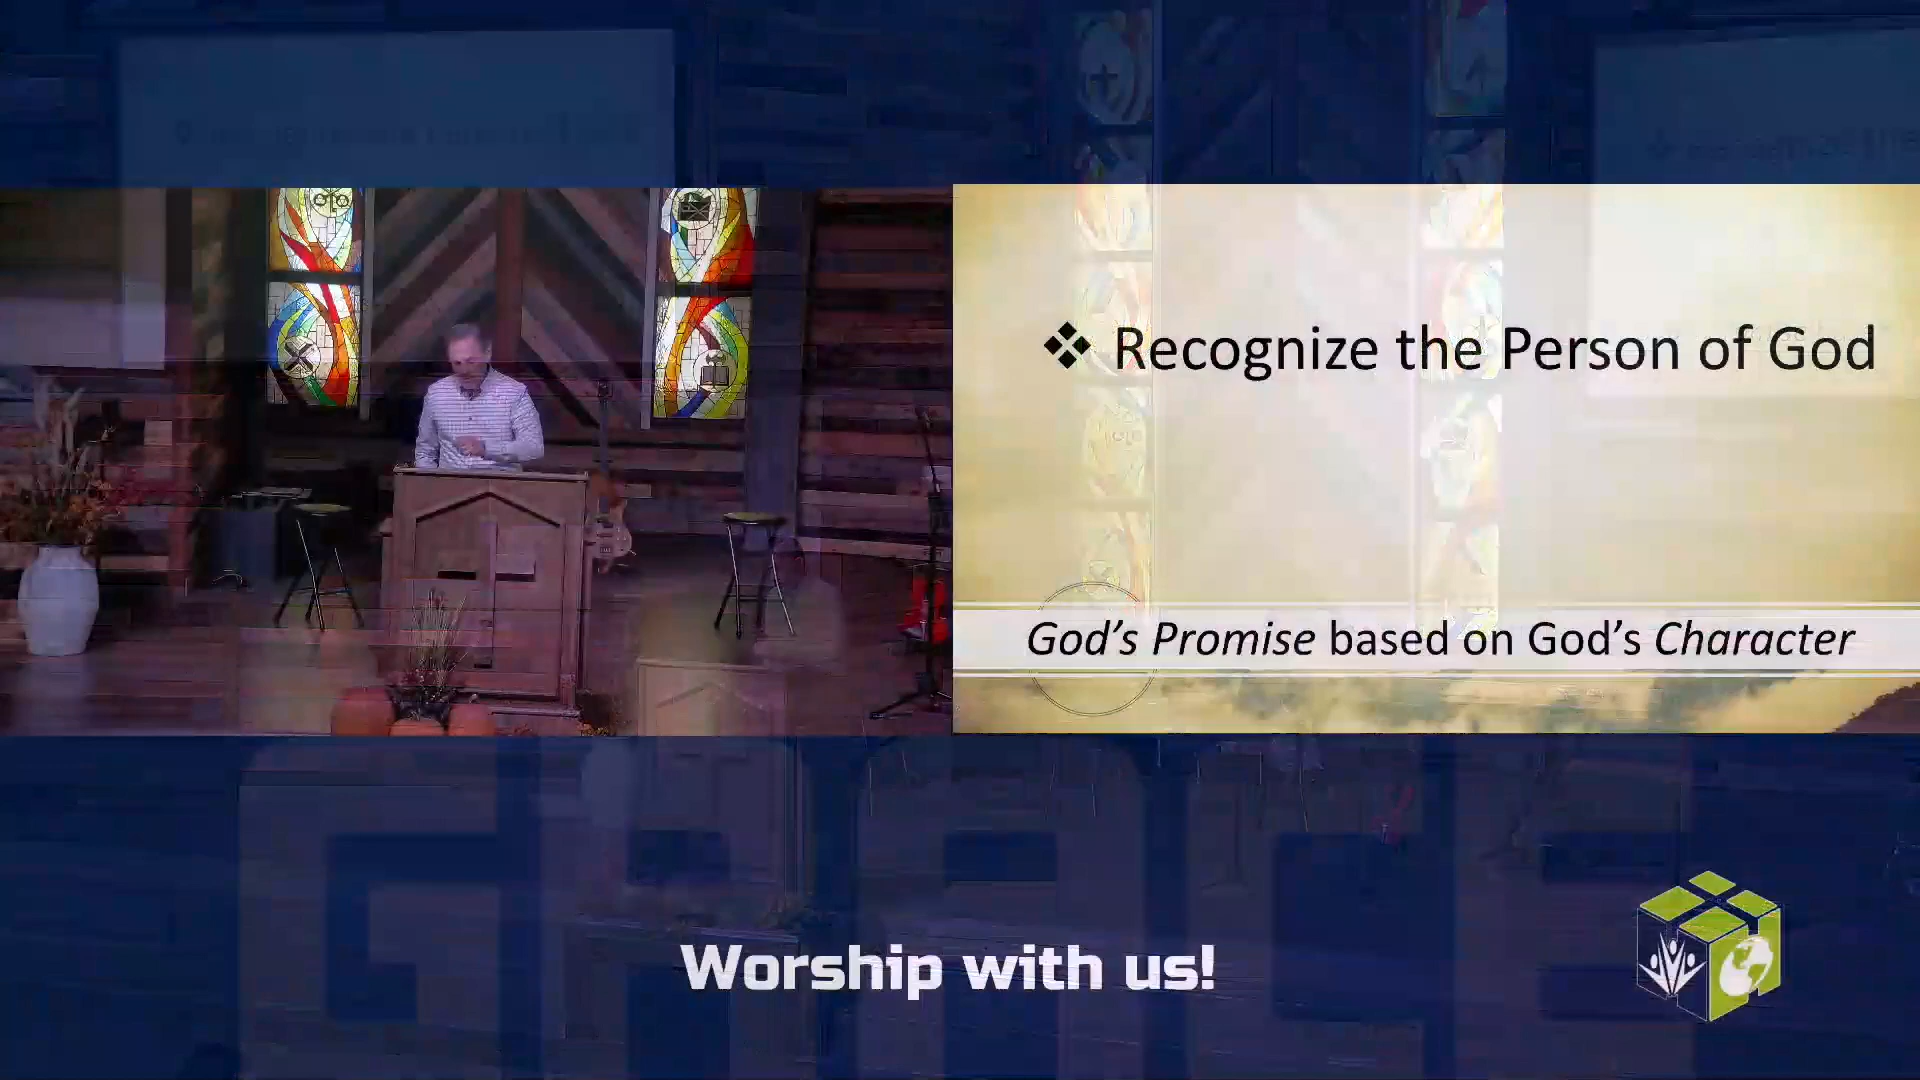 ❖ Recognize the Person of God
God's Promise based on God's Character
Worship with us!